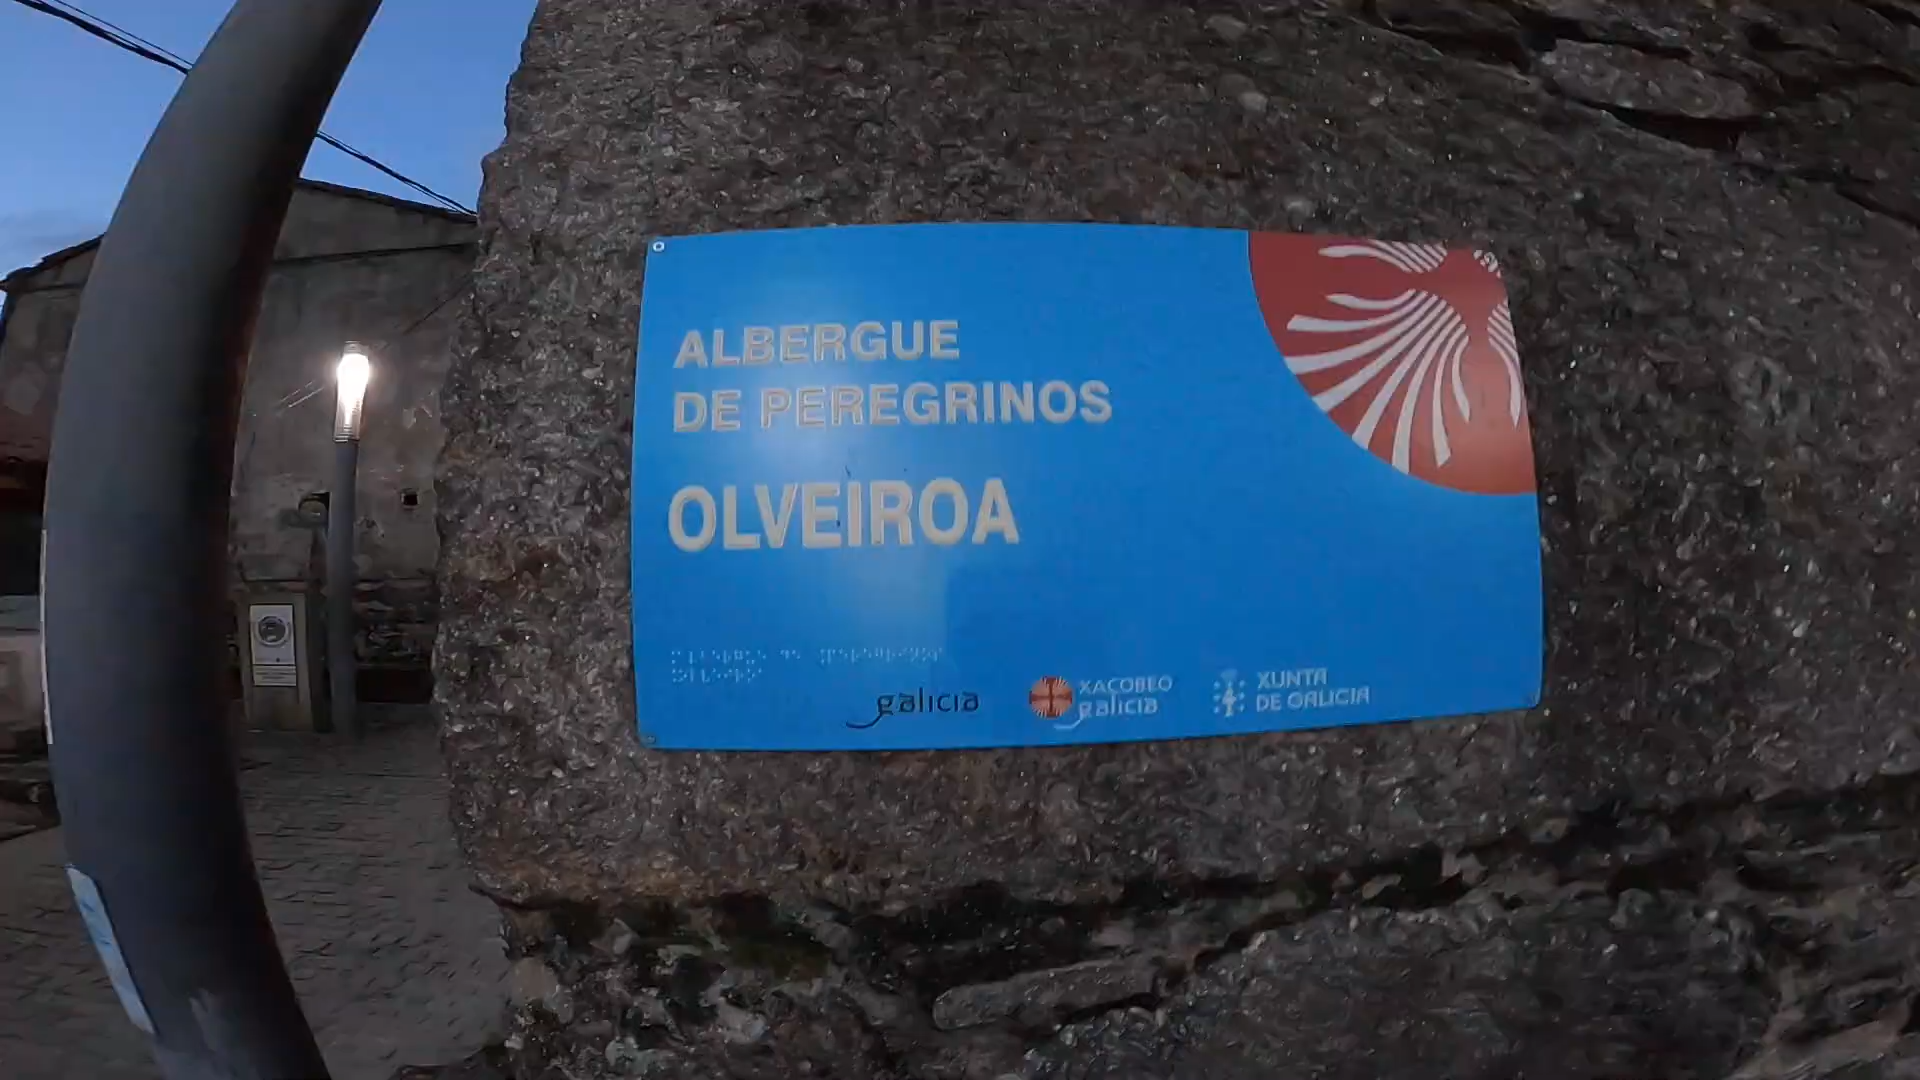 ALBERGUE
DE PEREGRINOS
OLVEIROA
galicia
XACOBEO
galicia
XUNTA
DE GALICIA